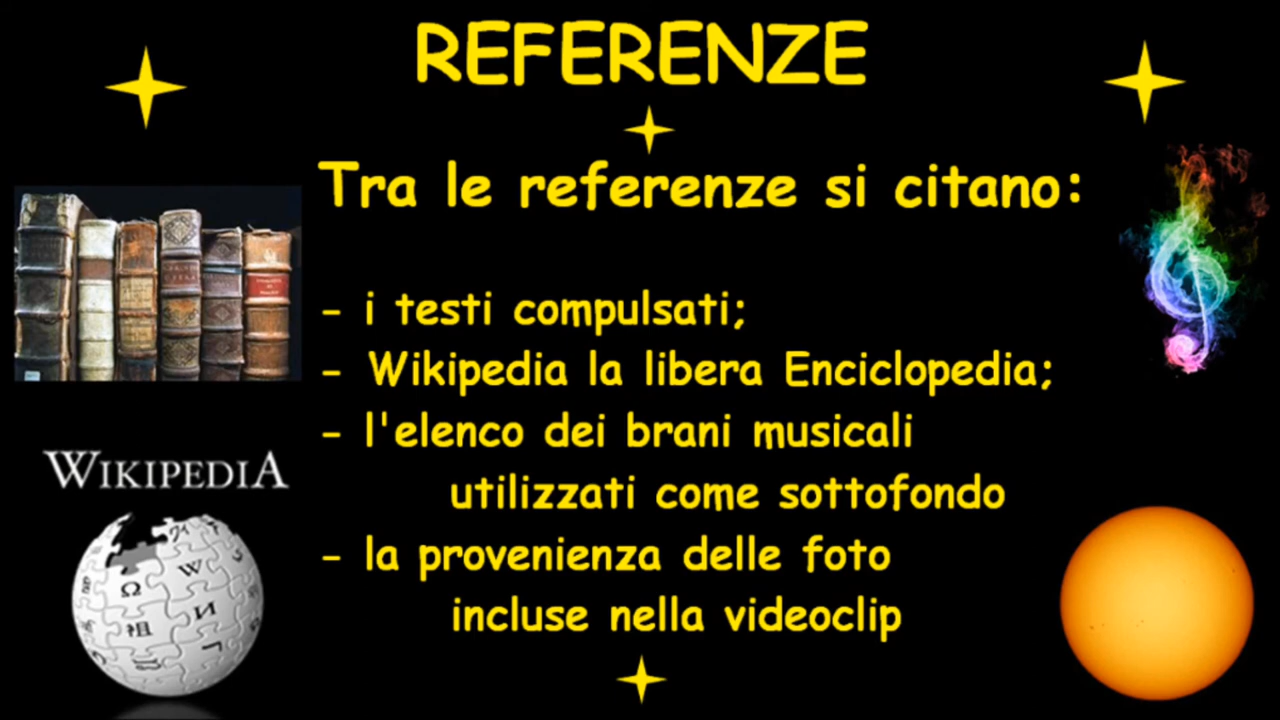 REFERENZE
Tra le referenze si citano:
- i testi compulsati;
- Wikipedia la libera Enciclopedia;
- l'elenco dei brani musicali
utilizzati come sottofondo
- la provenienza delle foto
incluse nella videoclip
WIKIPEDIA
Ω
W
И
祖